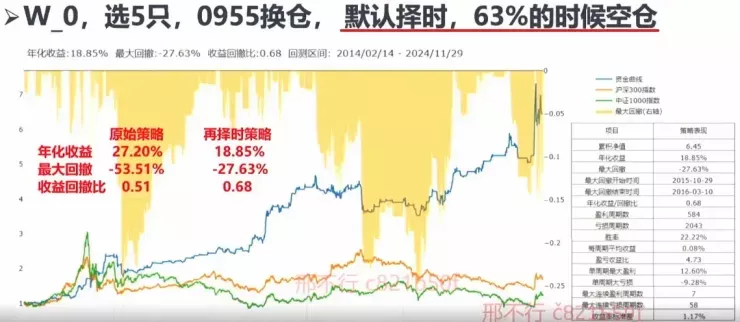 W_0，选5只，0955换仓，默认择时，63%的时候空仓
年化收益:18.85% 最大回撤:-27.63% 收益回撤比:0.68 回测区间: 2014/02/14 - 2024/11/29
资金曲线
沪深300指数
中证1000指数
最大回撤(右轴)
原始策略 再择时策略
年化收益 27.20% 18.85%
最大回撤 -53.51% -27.63%
收益回撤比 0.51 0.68
7
6
5
4
3
2
1
0
-0.05
-0.1
-0.15
-0.2
-0.25
项目 策略表现
累积净值 6.45
年化收益 18.85%
最大回撤 -27.63%
最大回撤开始时间 2015-10-29
最大回撤结束时间 2016-03-10
年化收益/回撤比 0.68
盈利周期数 584
亏损周期数 2043
胜率 22.22%
每周期平均收益 0.08%
盈亏收益比 4.73
单周期最大盈利 12.60%
单周期大亏损 -9.28%
最大连续盈利周期数 7
最大连续亏损周期数 58
收益率标准差 1.17%
邢不行
邢不行